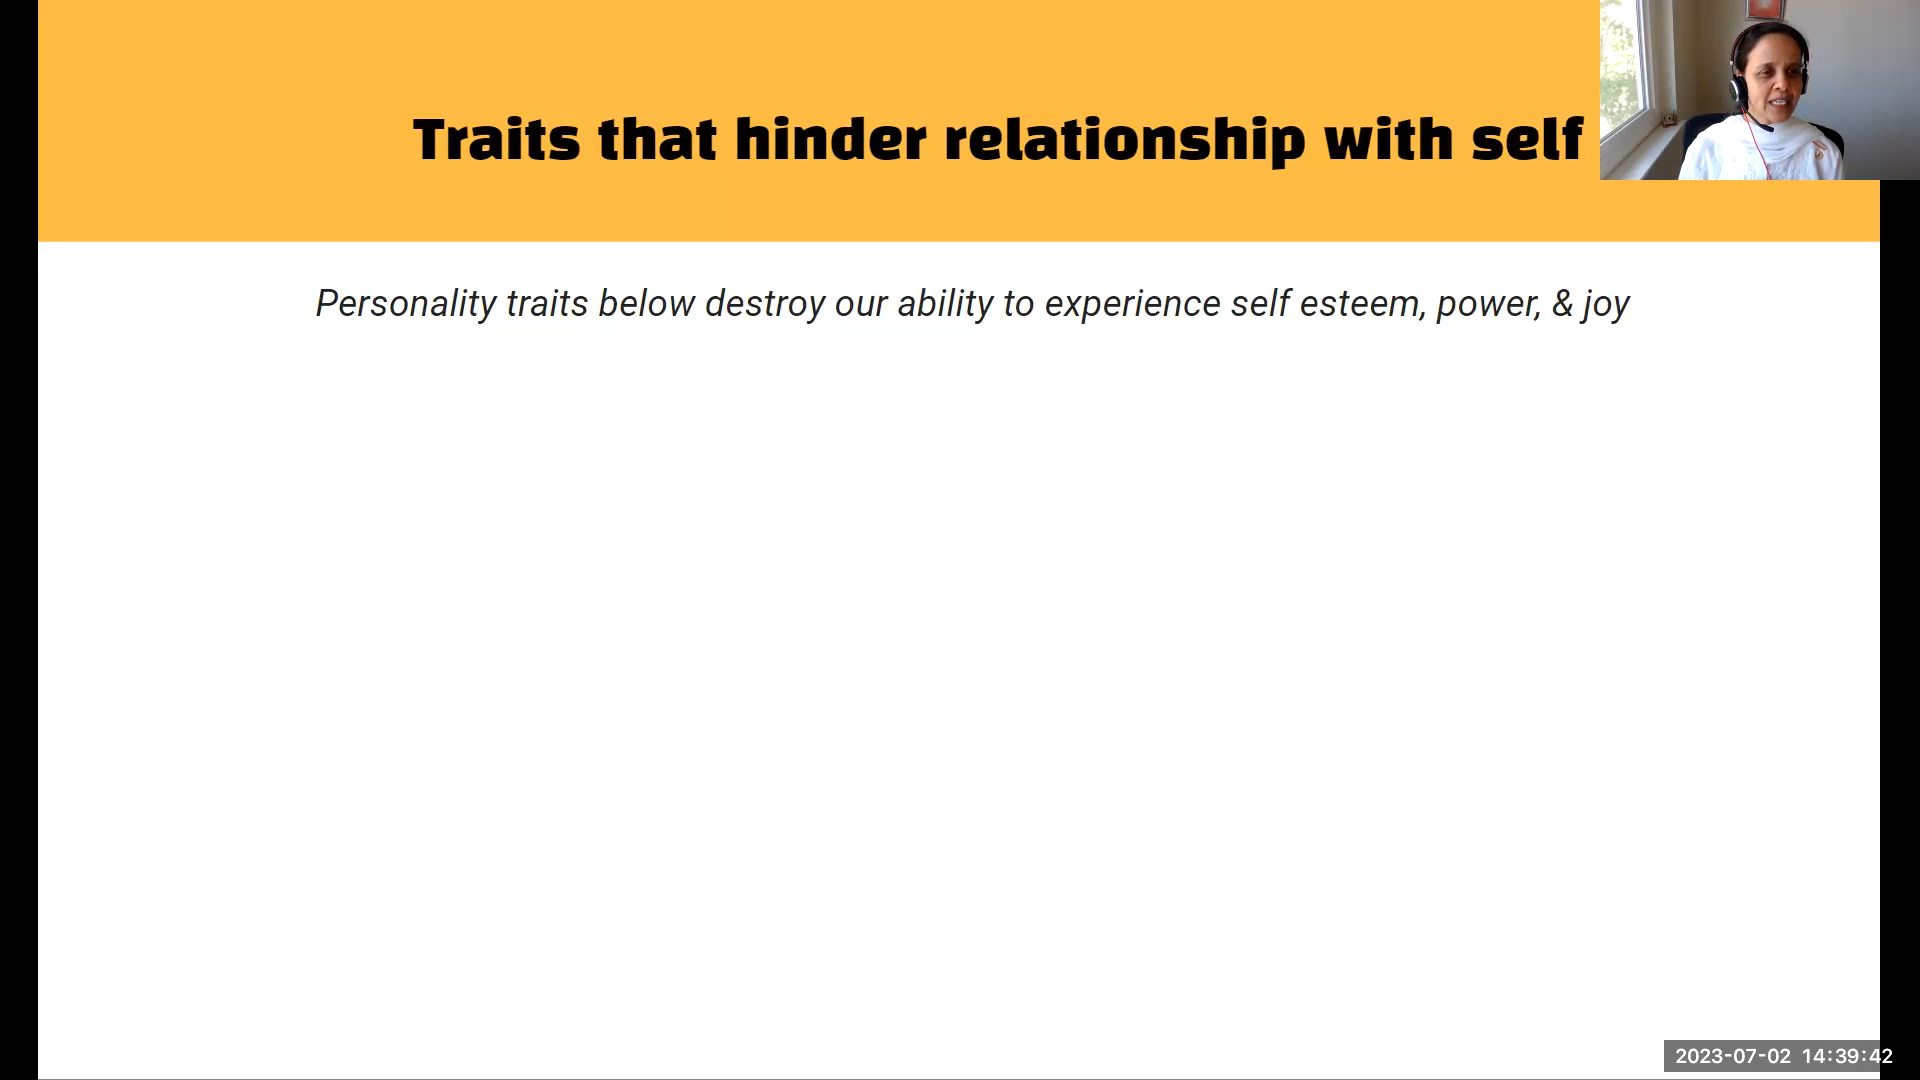 Traits that hinder relationship with self
Personality traits below destroy our ability to experience self esteem, power, & joy
2023-07-02 14:39:42